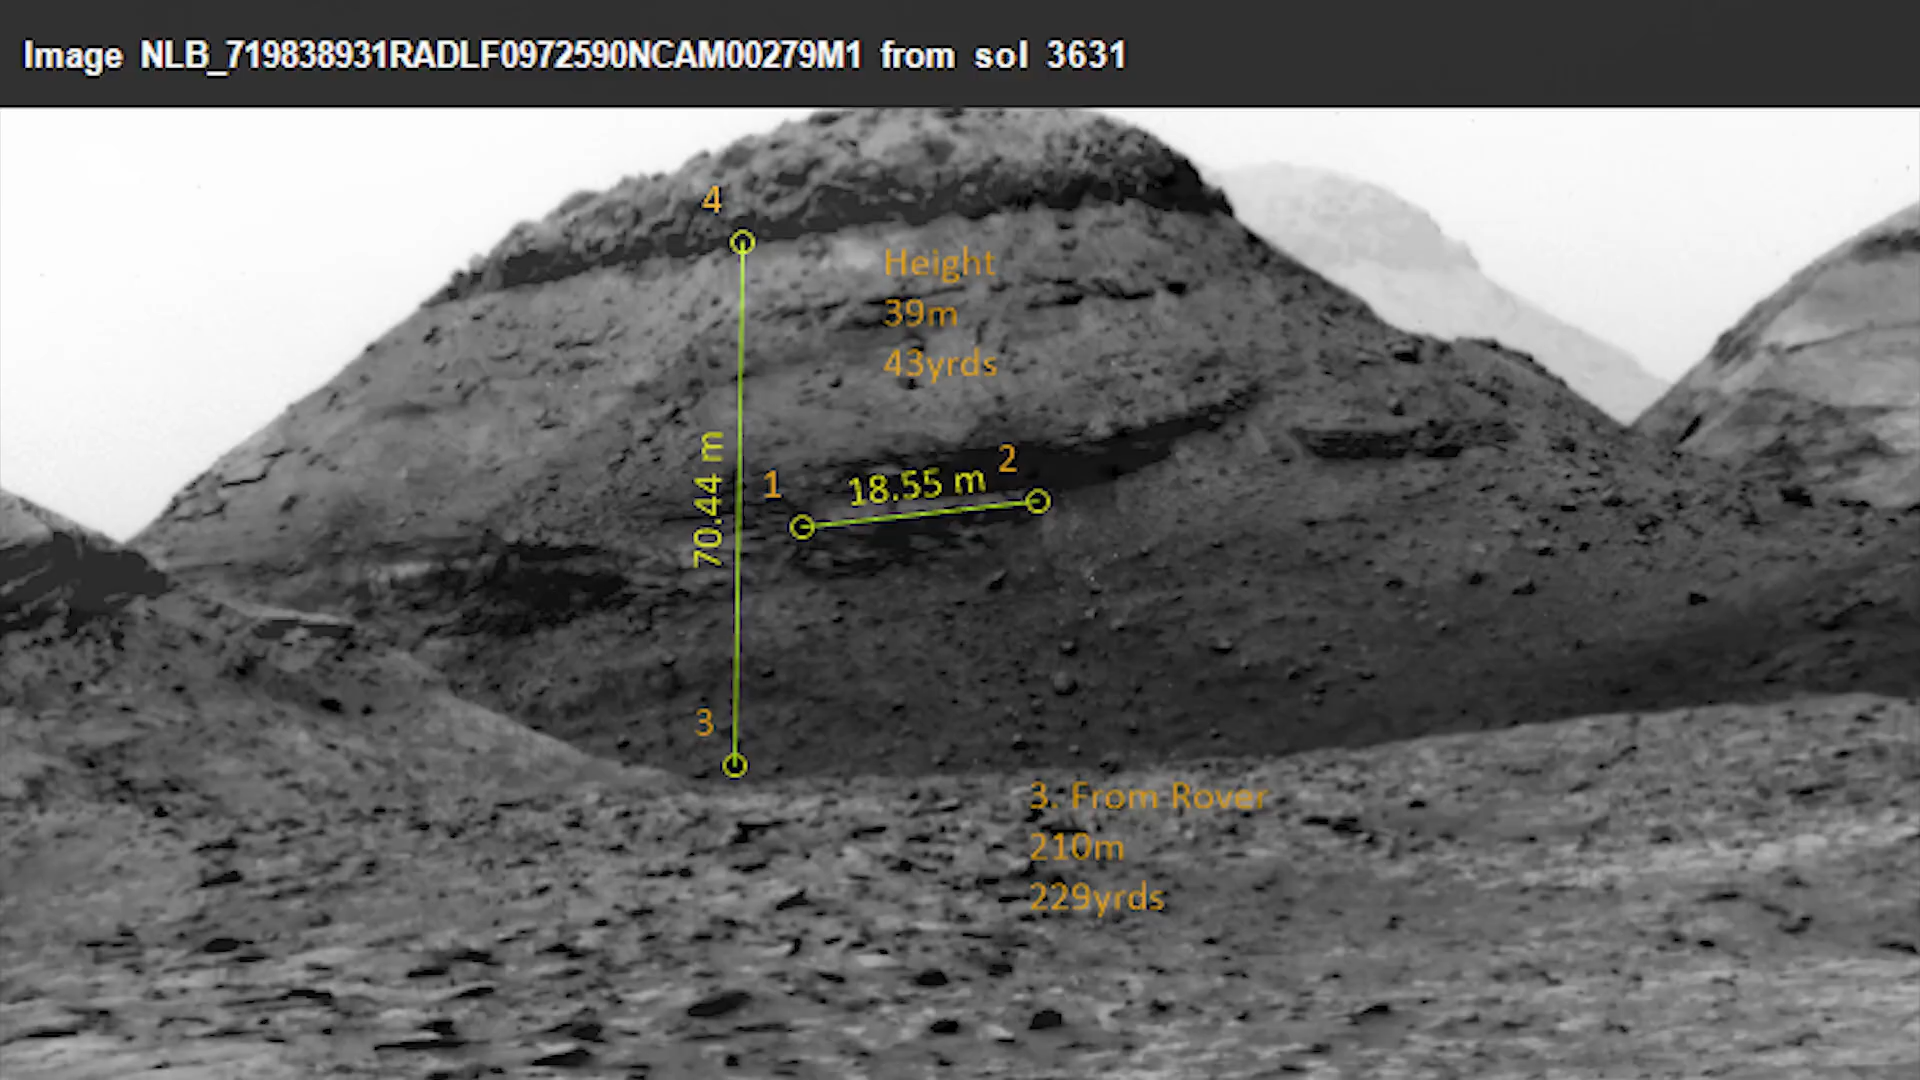 Image NLB_719838931RADLF0972590NCAM00279M1 from sol 3631
4
Height
39m
43yrds
70.44 m
1
18.55 m
2
3
3. From Rover
210m
229yrds